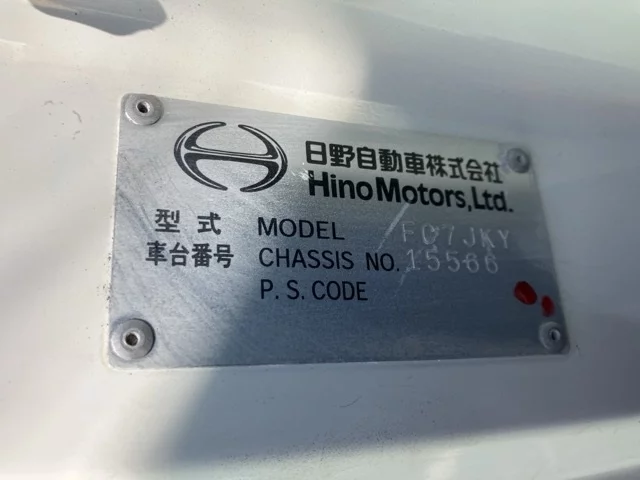 日野自動車株式会社
Hino Motors, Ltd.
型式 MODEL FC7JKY
車台番号 CHASSIS NO. 15566
P.S.CODE